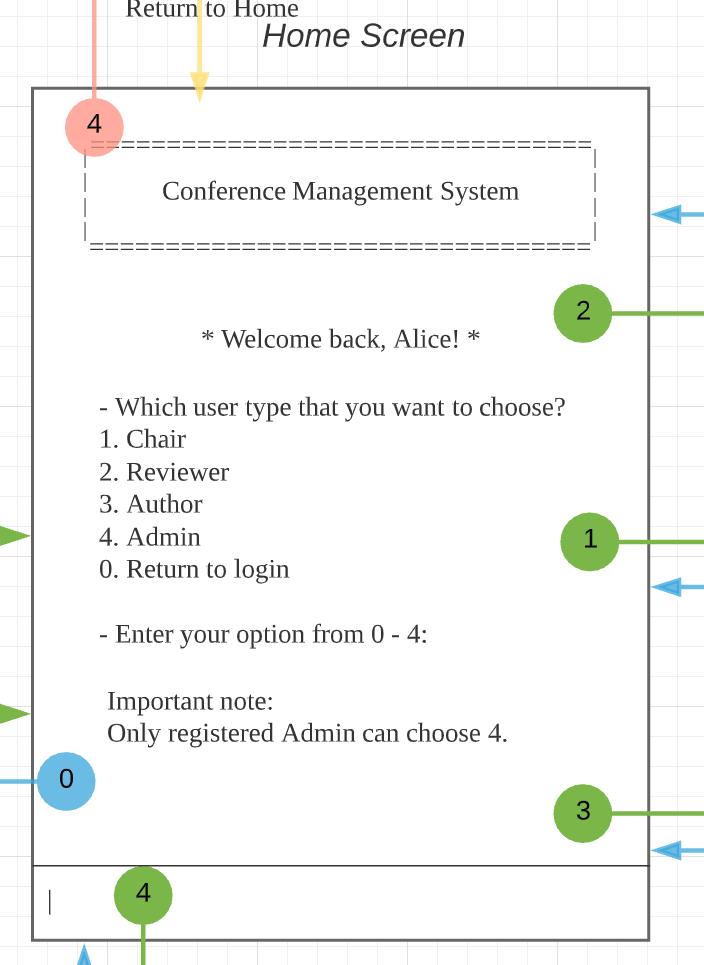 Return to Home
Home Screen
4
==================================
Conference Management System
==================================
2
* Welcome back, Alice! *
- Which user type that you want to choose?
1. Chair
2. Reviewer
3. Author
4. Admin
1
0. Return to login
- Enter your option from 0 - 4:
Important note:
Only registered Admin can choose 4.
0
3
4
|